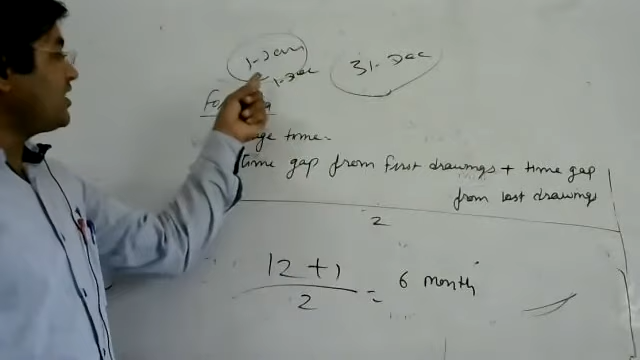 1-Jan
1-Dec
31-Dec
time.
time gap from first drawings + time gap
from last drawings
2
12 + 1
2
= 6 month